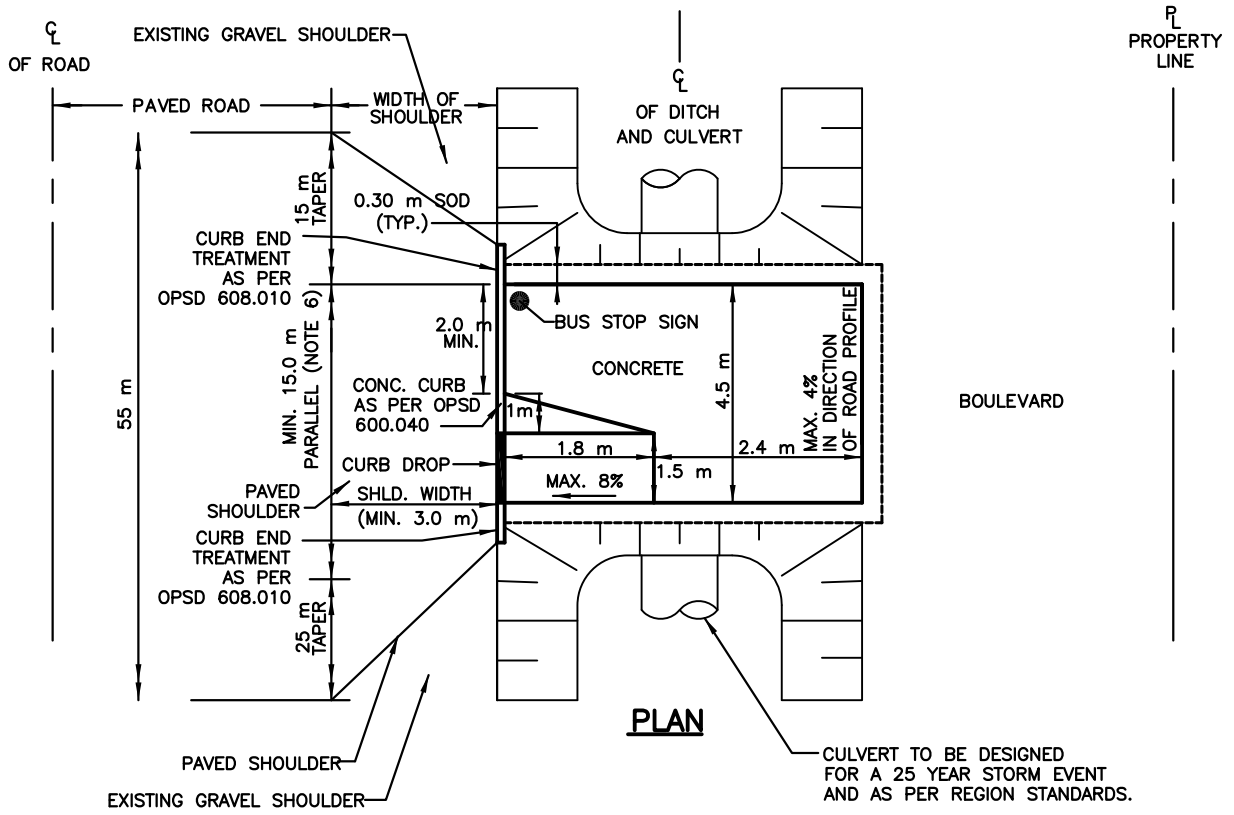 ℄
OF ROAD
EXISTING GRAVEL SHOULDER
℄
OF DITCH
AND CULVERT
PL
PROPERTY
LINE
PAVED ROAD
WIDTH OF
SHOULDER
15 m
TAPER
0.30 m SOD
(TYP.)
CURB END
TREATMENT
AS PER
OPSD 608.010
55 m
MIN. 15.0 m
PARALLEL (NOTE 6)
2.0 m
MIN.
BUS STOP SIGN
CONCRETE
4.5 m
MAX. 4%
IN DIRECTION
OF ROAD PROFILE
BOULEVARD
CONC. CURB
AS PER OPSD
600.040
1m
1.8 m
2.4 m
CURB DROP
1.5 m
MAX. 8%
PAVED
SHOULDER
SHLD. WIDTH
(MIN. 3.0 m)
CURB END
TREATMENT
AS PER
OPSD 608.010
25 m
TAPER
PLAN
PAVED SHOULDER
EXISTING GRAVEL SHOULDER
CULVERT TO BE DESIGNED
FOR A 25 YEAR STORM EVENT
AND AS PER REGION STANDARDS.